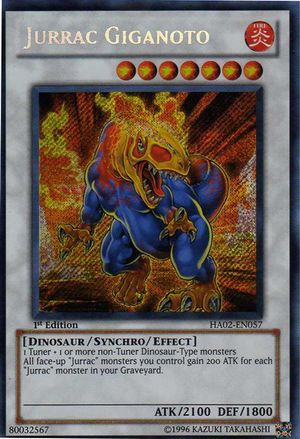 Jurrac Giganoto
FIRE
炎
1st Edition
HA02-EN057
[Dinosaur / Synchro/Effect]
1 Tuner + 1 or more non-Tuner Dinosaur-Type monsters
All face-up "Jurrac" monsters you control gain 200 ATK for each
"Jurrac" monster in your Graveyard.
ATK/2100 DEF/1800
80032567
©1996 KAZUKI TAKAHASHI